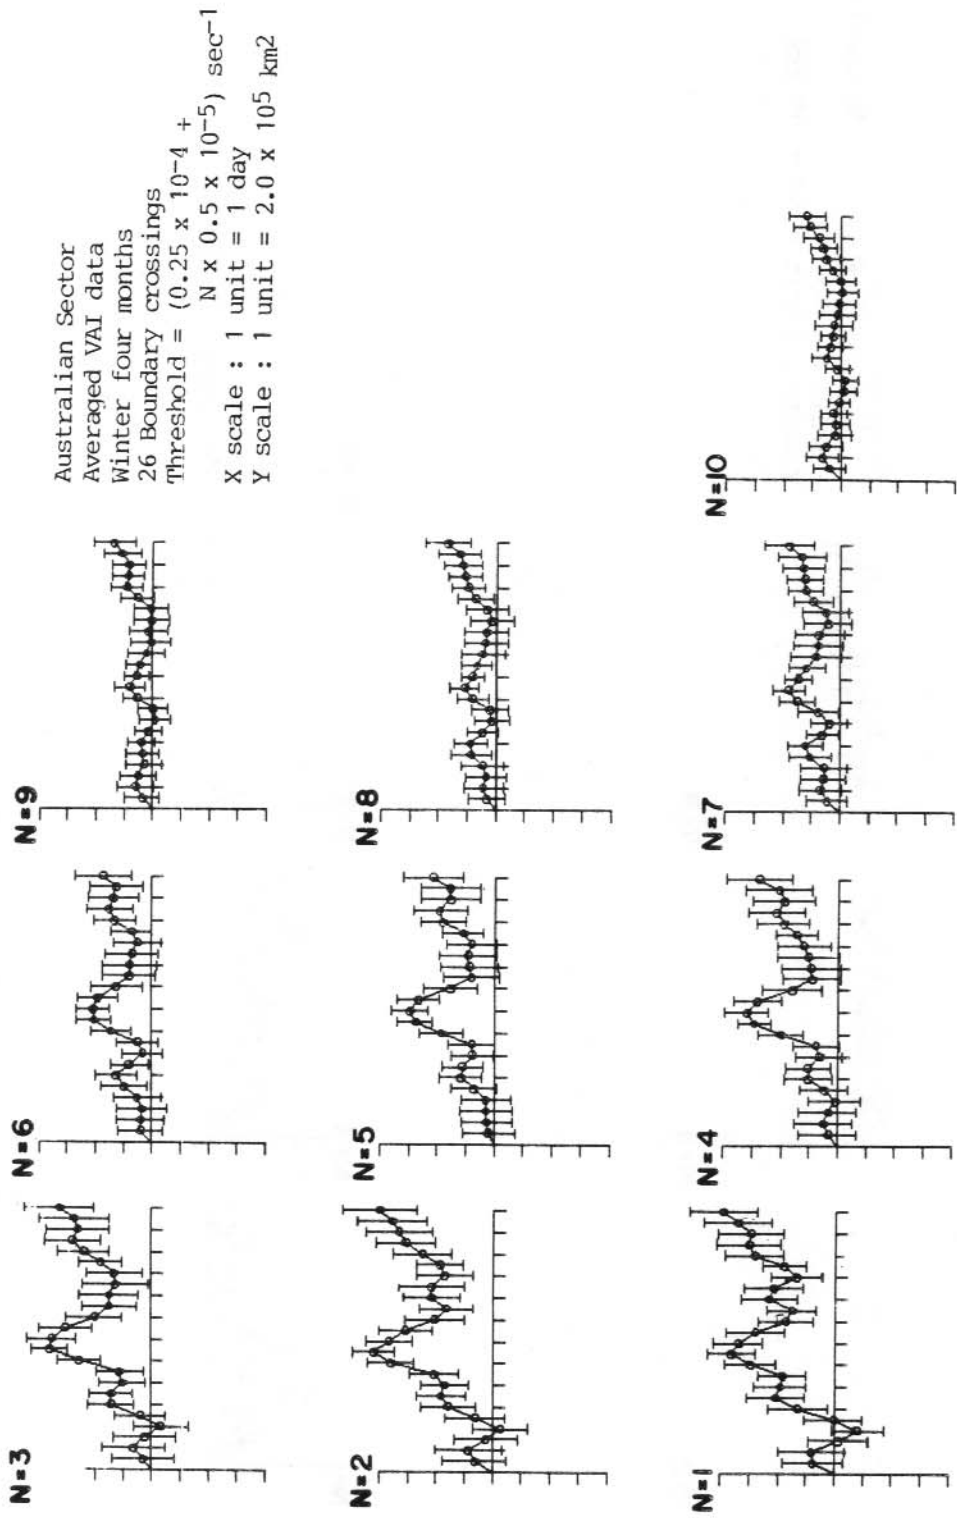 Australian Sector
Averaged VAI data
Winter four months
26 Boundary crossings
Threshold = (0.25 x 10⁻⁴ +
N x 0.5 x 10⁻⁵) sec⁻¹
X scale : 1 unit = 1 day
Y scale : 1 unit = 2.0 x 10⁵ km2
N=3
N=6
N=9
N=2
N=5
N=8
N=1
N=4
N=7
N=10